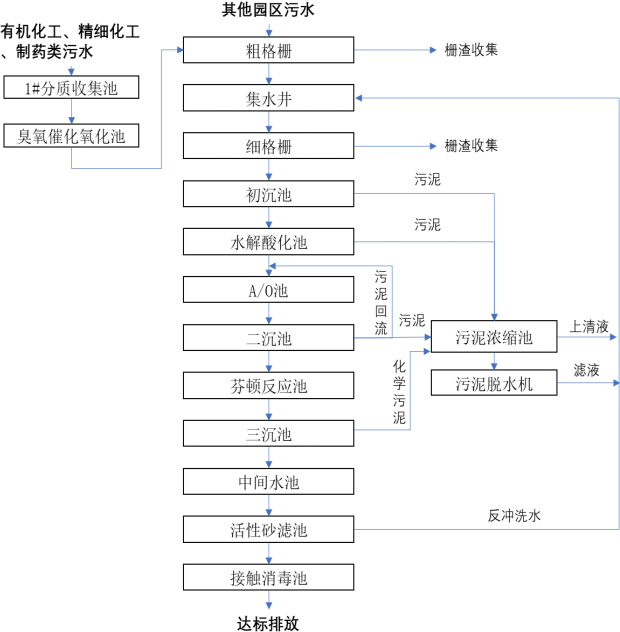 其他园区污水
有机化工、精细化工
、制药类污水
粗格栅
栅渣收集
1#分质收集池
集水井
臭氧催化氧化池
细格栅
栅渣收集
初沉池
污泥
水解酸化池
污泥
A/O池
污泥回流
二沉池
污泥
污泥浓缩池
上清液
芬顿反应池
化学污泥
污泥脱水机
滤液
三沉池
中间水池
活性砂滤池
反冲洗水
接触消毒池
达标排放